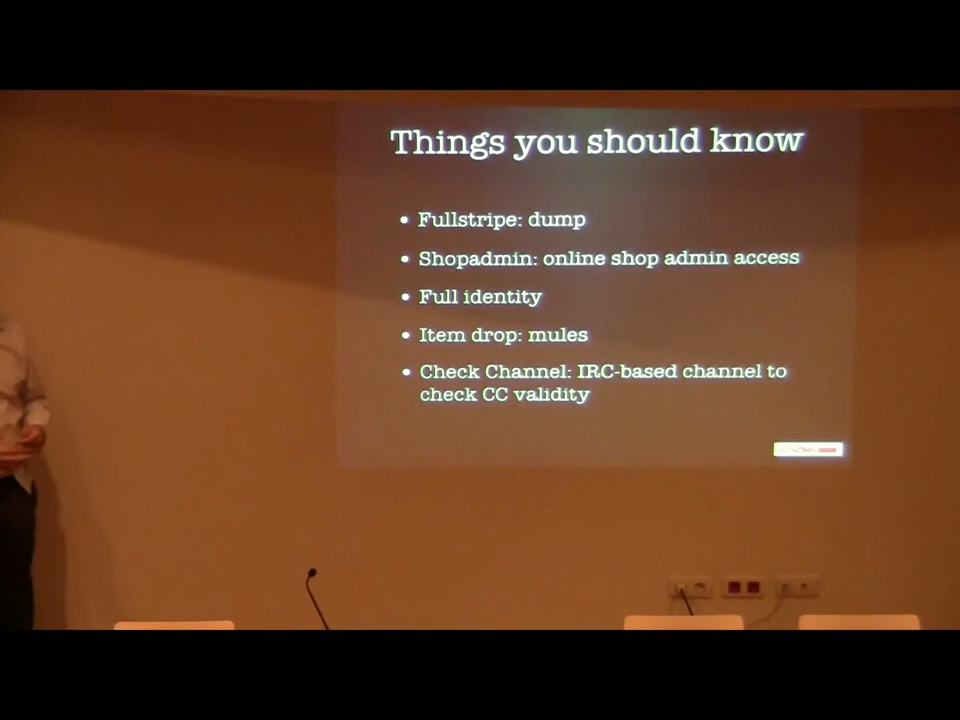 Things you should know
• Fullstripe: dump
• Shopadmin: online shop admin access
• Full identity
• Item drop: mules
• Check Channel: IRC-based channel to
check CC validity